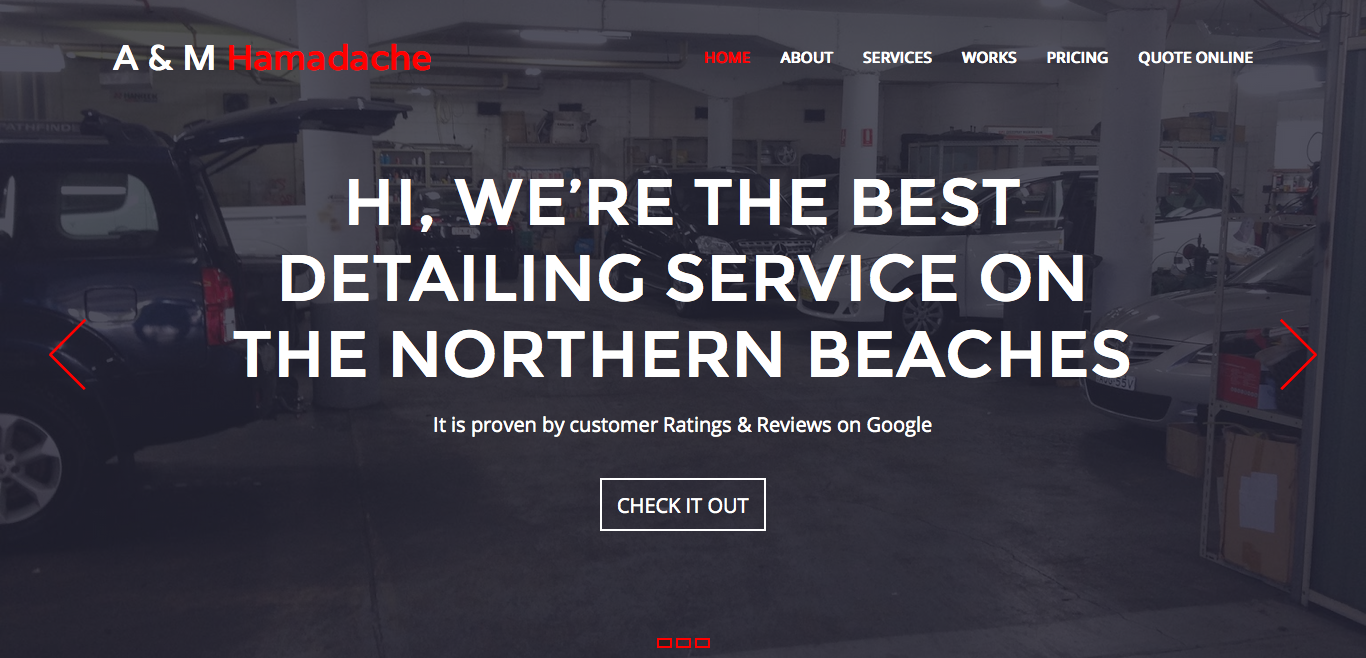 A & M Hamadache
HOME ABOUT SERVICES WORKS PRICING QUOTE ONLINE
PATHFINDER
HI, WE’RE THE BEST
DETAILING SERVICE ON
THE NORTHERN BEACHES
It is proven by customer Ratings & Reviews on Google
CHECK IT OUT